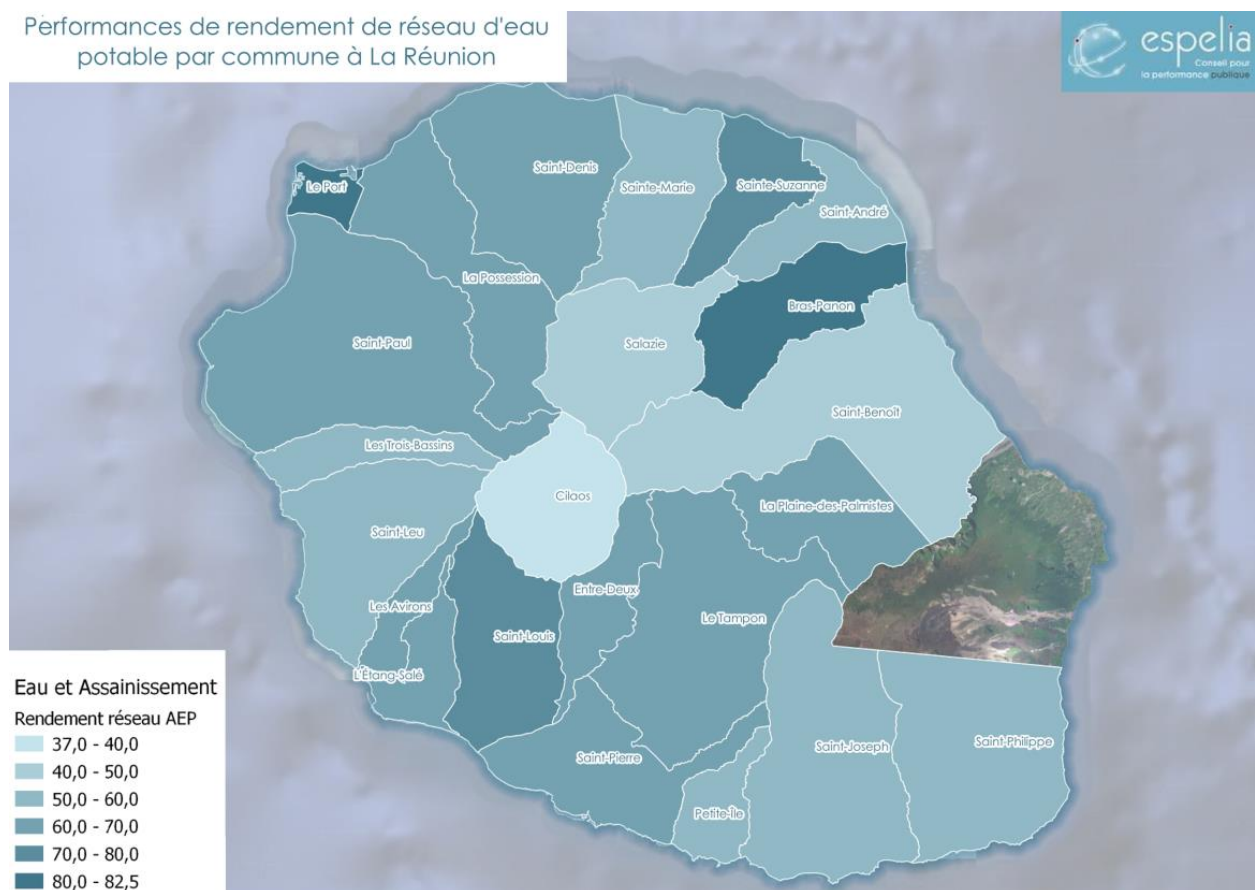 Performances de rendement de réseau d'eau
potable par commune à La Réunion
espelia
Conseil pour
la performance publique
Le Port
Saint-Denis
Sainte-Marie
Sainte-Suzanne
Saint-André
La Possession
Bras-Panon
Saint-Paul
Salazie
Saint-Benoît
Les Trois-Bassins
Cilaos
La Plaine-des-Palmistes
Saint-Leu
Entre-Deux
Les Avirons
Le Tampon
Saint-Louis
L'Étang-Salé
Saint-Philippe
Saint-Joseph
Saint-Pierre
Petite-Île
Eau et Assainissement
Rendement réseau AEP
37,0 - 40,0
40,0 - 50,0
50,0 - 60,0
60,0 - 70,0
70,0 - 80,0
80,0 - 82,5